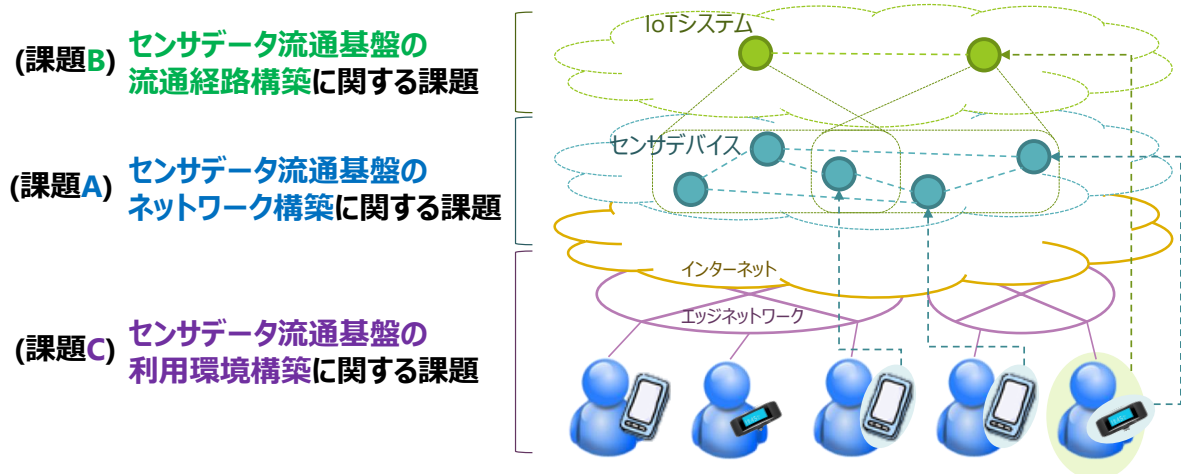 (課題B) センサデータ流通基盤の
流通経路構築に関する課題
(課題A) センサデータ流通基盤の
ネットワーク構築に関する課題
(課題C) センサデータ流通基盤の
利用環境構築に関する課題
IoTシステム
センサデバイス
インターネット
エッジネットワーク